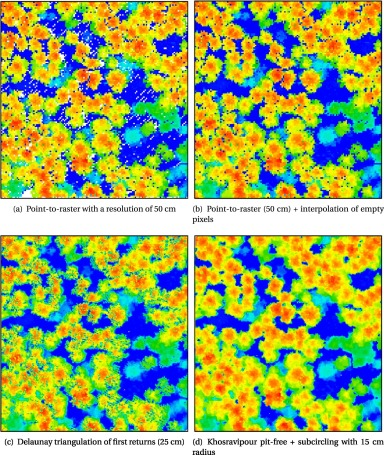 (a) Point-to-raster with a resolution of 50 cm
(b) Point-to-raster (50 cm) + interpolation of empty
pixels
(c) Delaunay triangulation of first returns (25 cm)
(d) Khosravipour pit-free + subcircling with 15 cm
radius